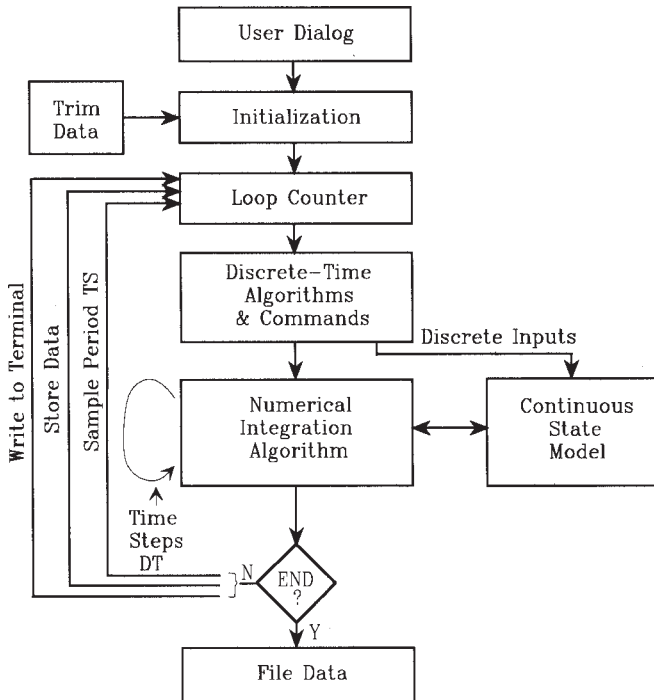 User Dialog
Trim
Data
Initialization
Loop Counter
Discrete-Time
Algorithms
& Commands
Discrete Inputs
Write to Terminal
Store Data
Sample Period TS
Numerical
Integration
Algorithm
Continuous
State
Model
Time
Steps
DT
N
END
?
Y
File Data